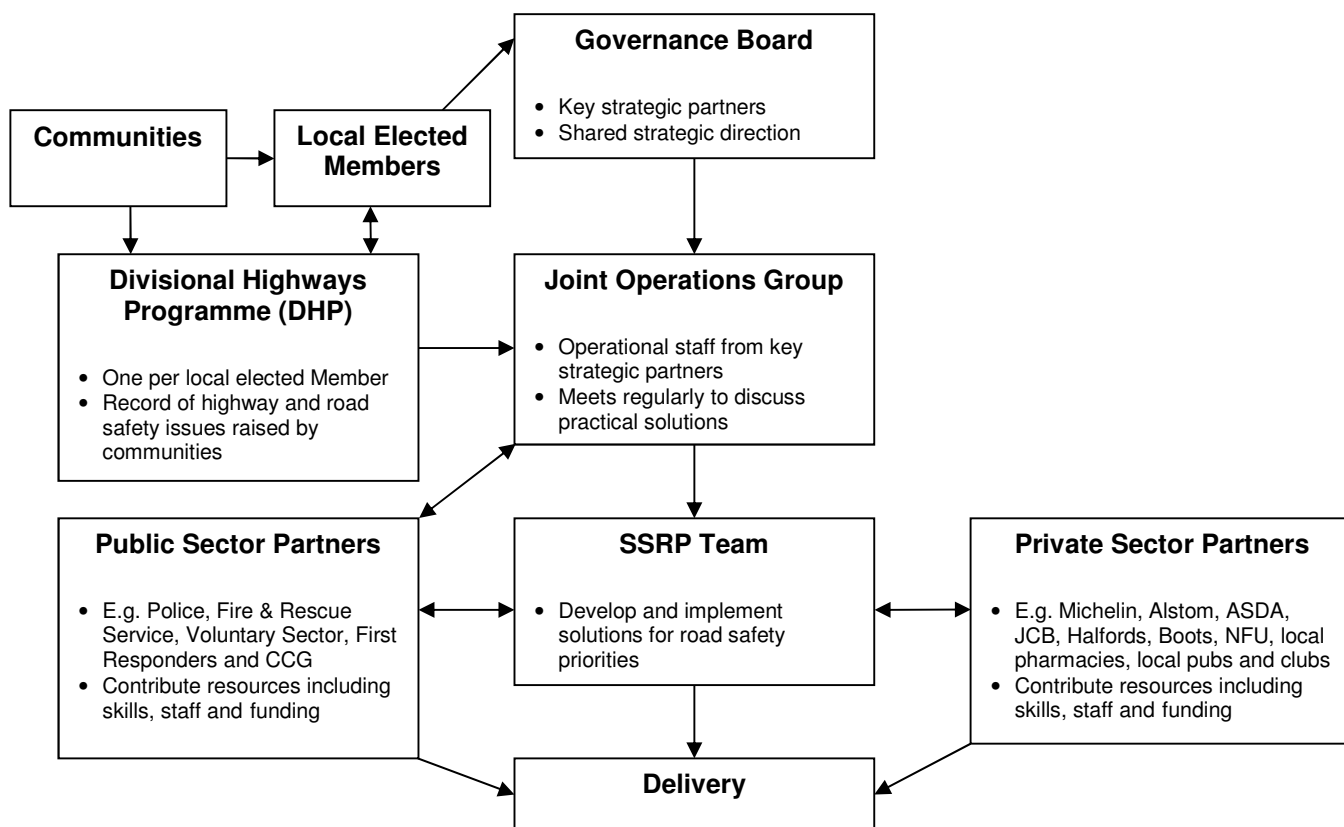 Governance Board
• Key strategic partners
• Shared strategic direction
Communities
Local Elected
Members
Divisional Highways
Programme (DHP)
• One per local elected Member
• Record of highway and road
safety issues raised by
communities
Joint Operations Group
• Operational staff from key
strategic partners
• Meets regularly to discuss
practical solutions
Public Sector Partners
• E.g. Police, Fire & Rescue
Service, Voluntary Sector, First
Responders and CCG
• Contribute resources including
skills, staff and funding
SSRP Team
• Develop and implement
solutions for road safety
priorities
Private Sector Partners
• E.g. Michelin, Alstom, ASDA,
JCB, Halfords, Boots, NFU, local
pharmacies, local pubs and clubs
• Contribute resources including
skills, staff and funding
Delivery